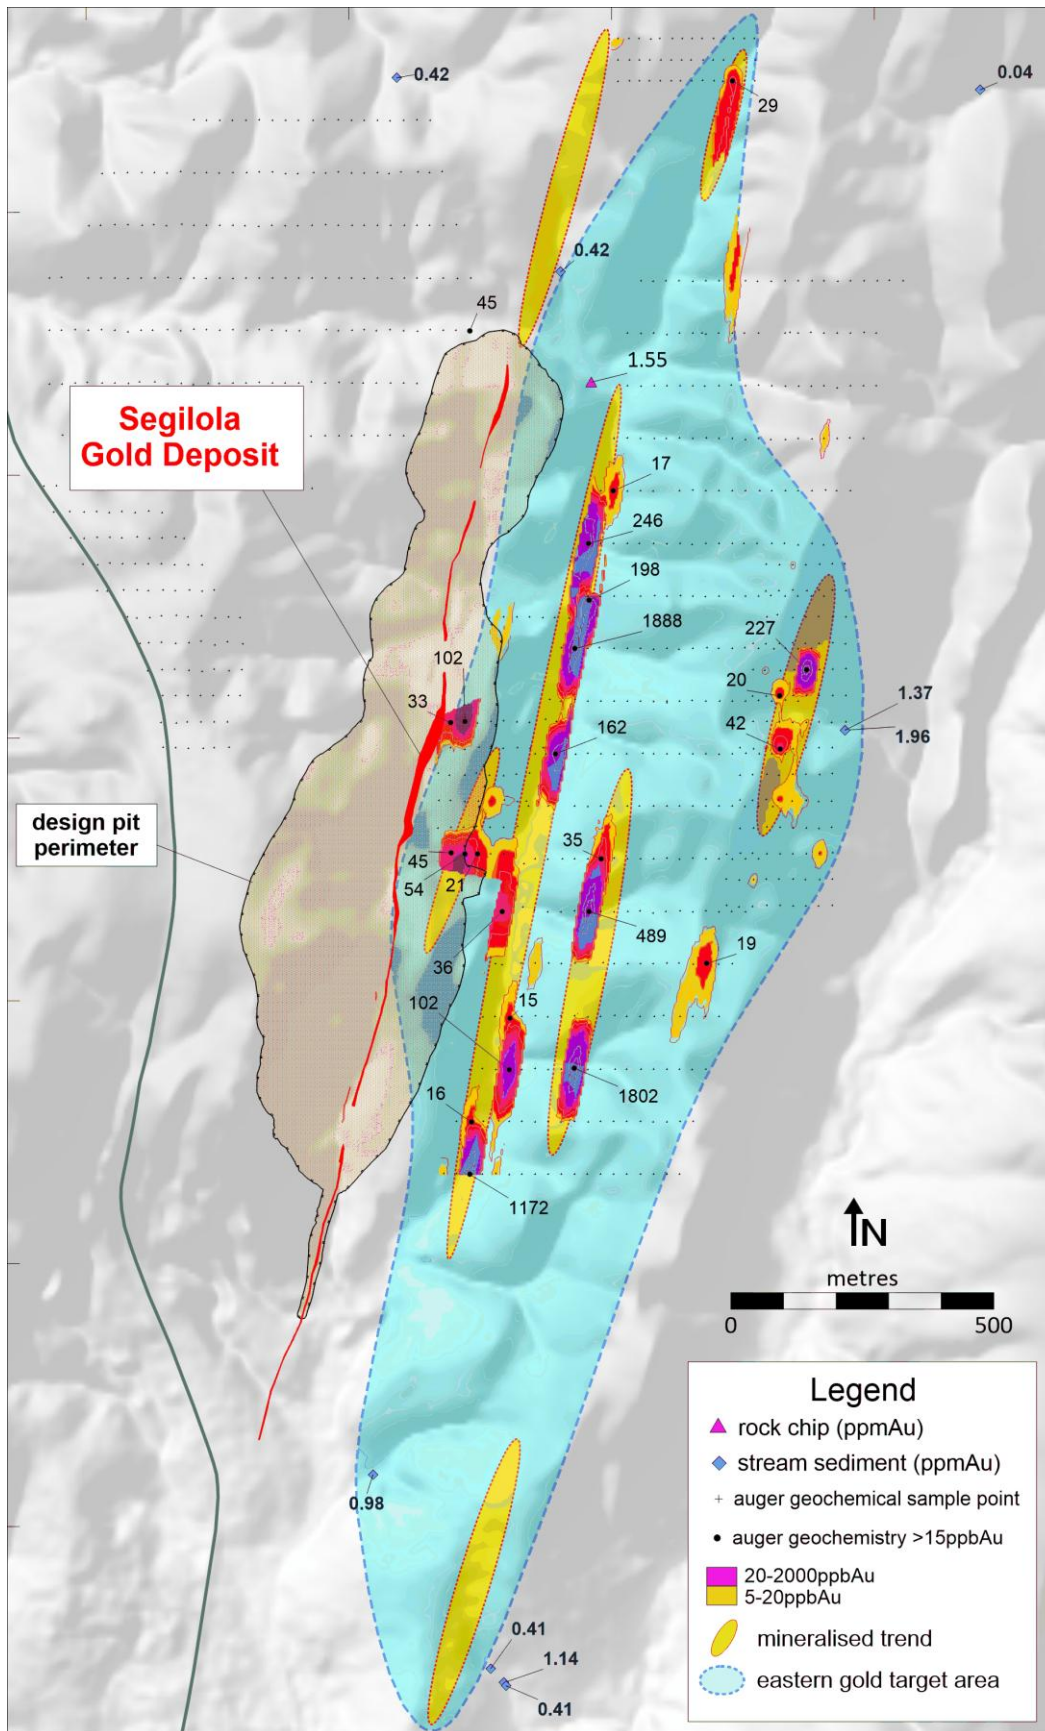 0.42
0.04
29
0.42
45
1.55
Segilola
Gold Deposit
17
246
198
1888
102
227
33
20
1.37
162
42
1.96
design pit
perimeter
35
45
54
21
489
36
19
102
15
16
1802
1172
N
metres
0
500
Legend
rock chip (ppmAu)
stream sediment (ppmAu)
auger geochemical sample point
auger geochemistry >15ppbAu
20-2000ppbAu
5-20ppbAu
mineralised trend
eastern gold target area
0.98
0.41
1.14
0.41